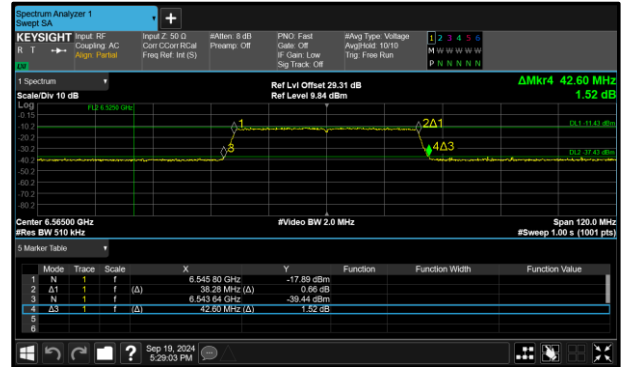 Spectrum Analyzer 1
Swept SA
+
KEYSIGHT Input: RF Input Z: 50 Ω #Atten: 8 dB PNO: Fast #Avg Type: Voltage 1 2 3 4 5 6
R T Coupling: AC Corr CCorr RCal Preamp: Off Gate: Off Avg|Hold: 10/10 M W W W W W
Align: Partial Freq Ref: Int (S) IF Gain: Low Trig: Free Run
Sig Track: Off P N N N N N
1 Spectrum Ref Lvl Offset 29.31 dB ΔMkr4 42.60 MHz
Scale/Div 10 dB Ref Level 9.84 dBm 1.52 dB
Log
-0.15
-10.2
-20.2
-30.2
-40.2
-50.2
-60.2
-70.2
-80.2
1
2Δ1
DL1 -11.43 dBm
3
4Δ3
DL2 -37.43 dBm
Center 6.56500 GHz #Video BW 2.0 MHz Span 120.0 MHz
#Res BW 510 kHz #Sweep 1.00 s (1001 pts)
5 Marker Table
Mode Trace Scale X Y Function Function Width Function Value
1 N 1 f 6.545 80 GHz -17.89 dBm
2 Δ1 1 f (Δ) 38.28 MHz (Δ) 0.66 dB
3 N 1 f 6.543 64 GHz -39.44 dBm
4 Δ3 1 f (Δ) 42.60 MHz (Δ) 1.52 dB
5
6
? Sep 19, 2024
5:29:03 PM